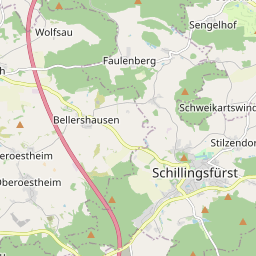 Sengelhof
Wolfsau
Faulenberg
h
Schweikartswind
Bellershausen
Stilzendor
eroestheim
Schillingsfürst
Oberoestheim